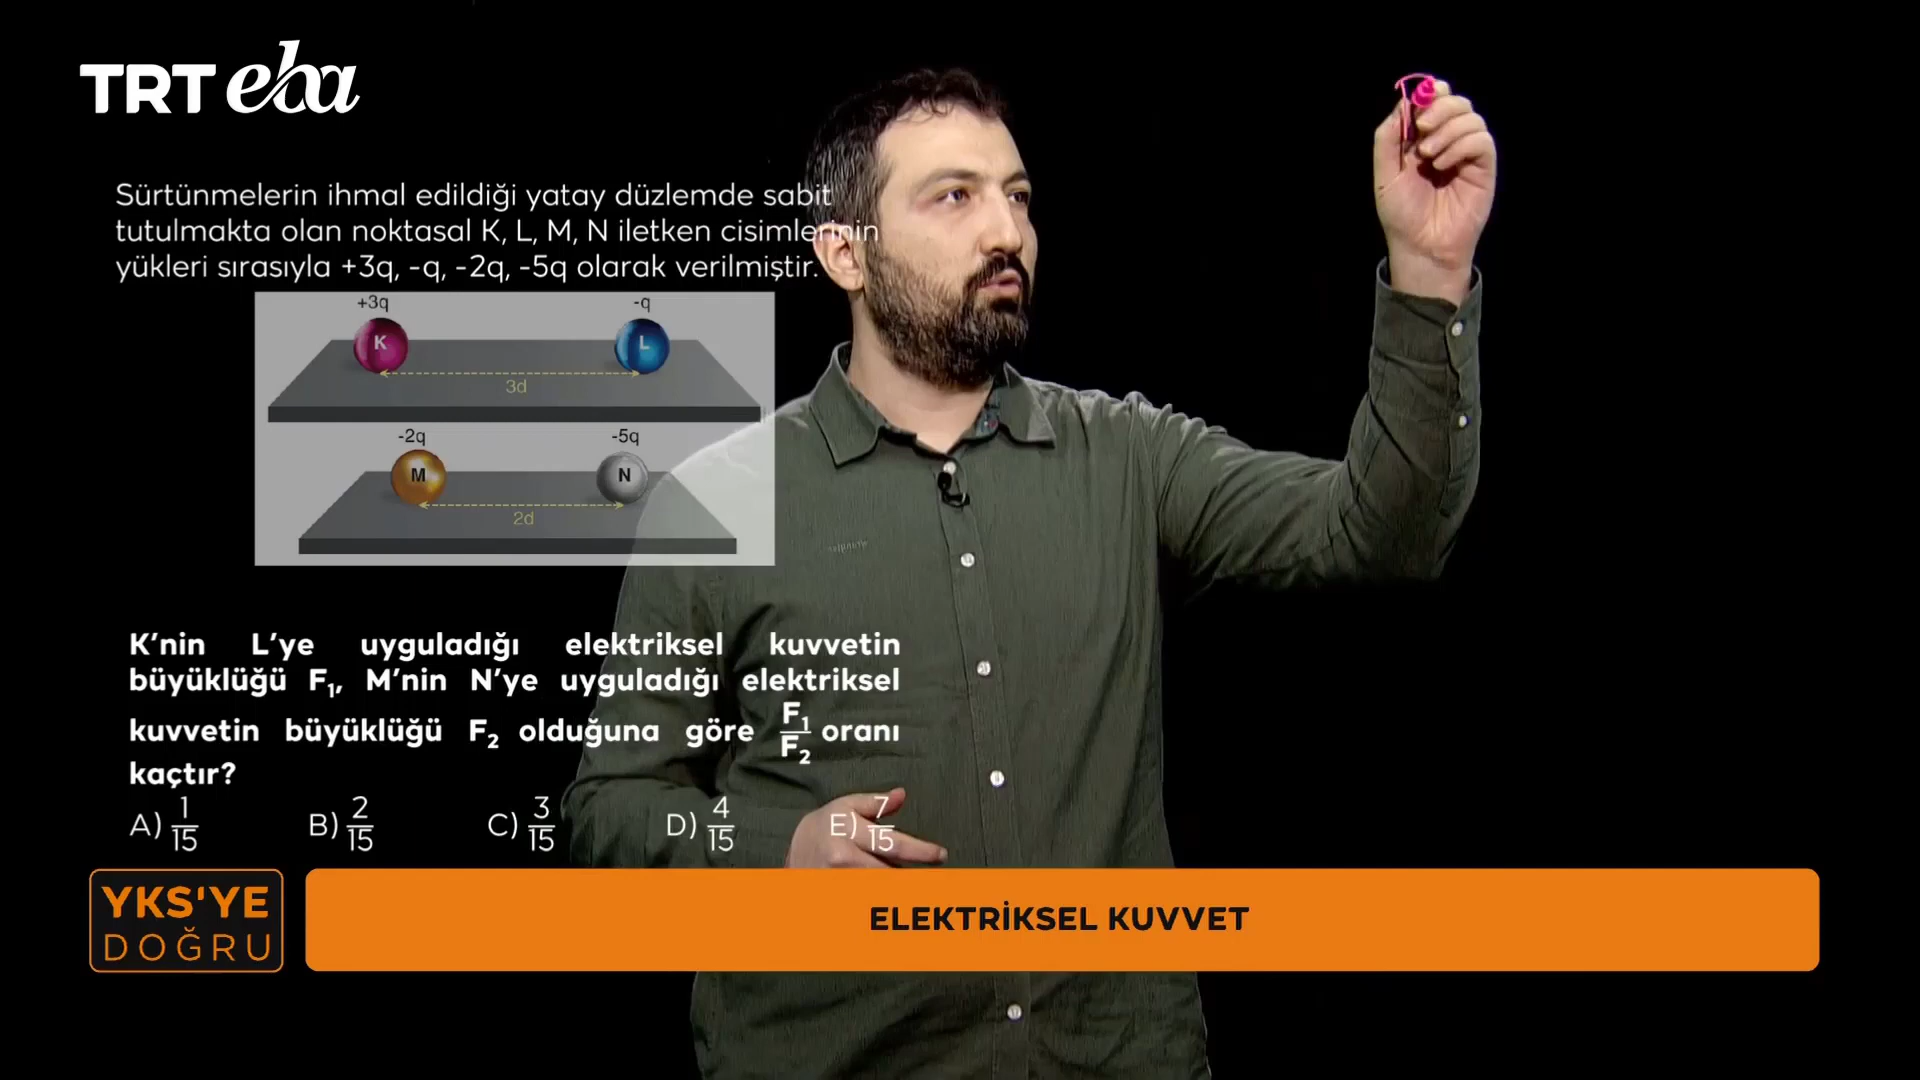 TRT eba
Sürtünmelerin ihmal edildiği yatay düzlemde sabit
tutulmakta olan noktasal K, L, M, N iletken cisimlerinin
yükleri sırasıyla +3q, -q, -2q, -5q olarak verilmiştir.
+3q -q
K L
3d
-2q -5q
M N
2d
K'nin L'ye uyguladığı elektriksel kuvvetin
büyüklüğü F₁, M'nin N'ye uyguladığı elektriksel
kuvvetin büyüklüğü F₂ olduğuna göre F₁/F₂ oranı
kaçtır?
A) 1/15 B) 2/15 C) 3/15 D) 4/15 E) 7/15
YKS'YE
DOĞRU
ELEKTRİKSEL KUVVET